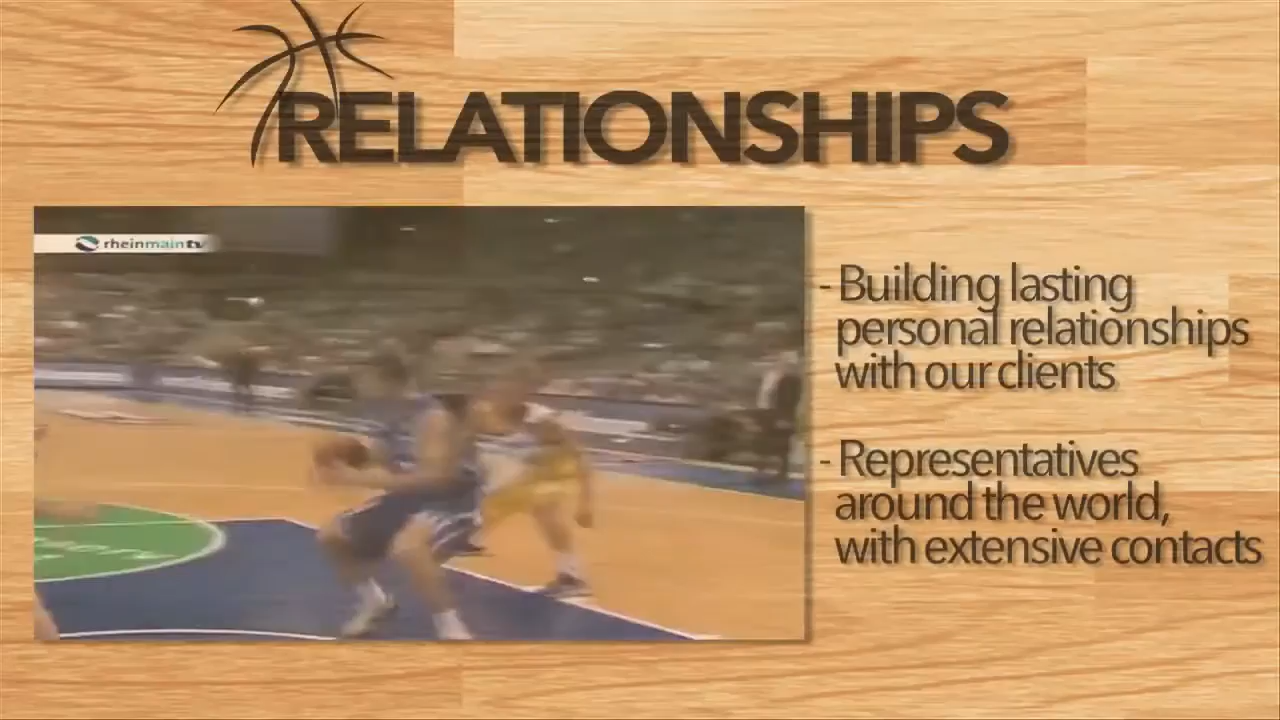 RELATIONSHIPS
rheinmaintv
- Building lasting
personal relationships
with our clients
- Representatives
around the world,
with extensive contacts